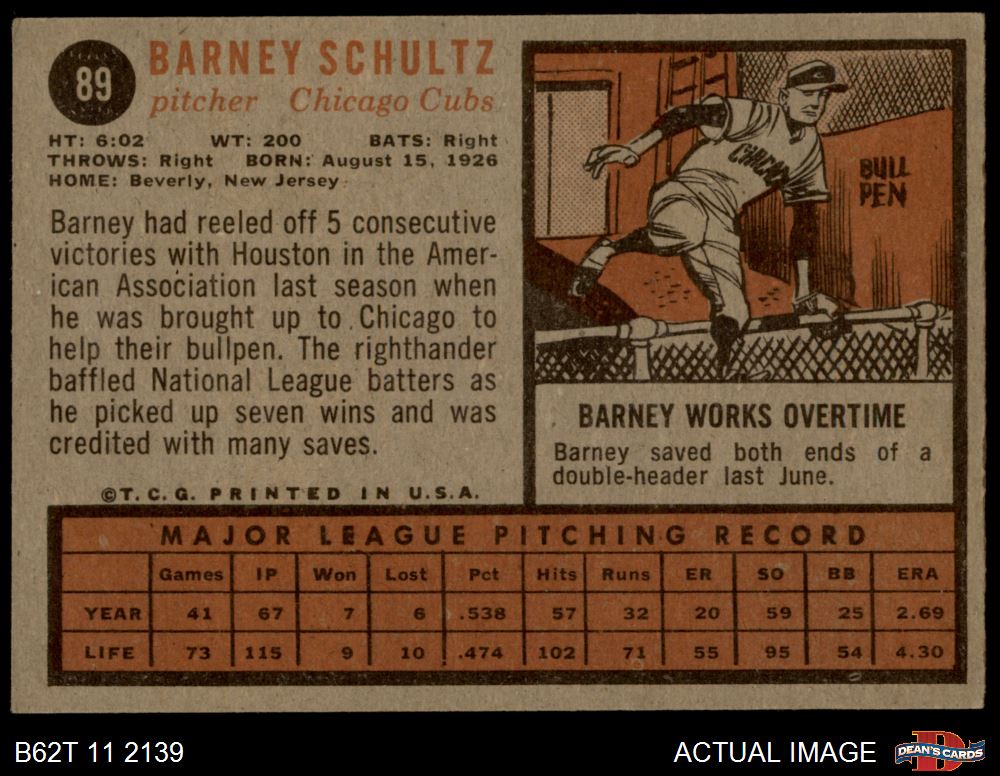 89
BARNEY SCHULTZ
pitcher Chicago Cubs
HT: 6:02 WT: 200 BATS: Right
THROWS: Right BORN: August 15, 1926
HOME: Beverly, New Jersey
Barney had reeled off 5 consecutive
victories with Houston in the Amer-
ican Association last season when
he was brought up to Chicago to
help their bullpen. The righthander
baffled National League batters as
he picked up seven wins and was
credited with many saves.
©T.C.G. PRINTED IN U.S.A.
CHICAGO
BULL
PEN
BARNEY WORKS OVERTIME
Barney saved both ends of a
double-header last June.
MAJOR LEAGUE PITCHING RECORD
Games IP Won Lost Pct Hits Runs ER SO BB ERA
YEAR 41 67 7 6 .538 57 32 20 59 25 2.69
LIFE 73 115 9 10 .474 102 71 55 95 54 4.30
B62T 11 2139
ACTUAL IMAGE
DEAN'S CARDS